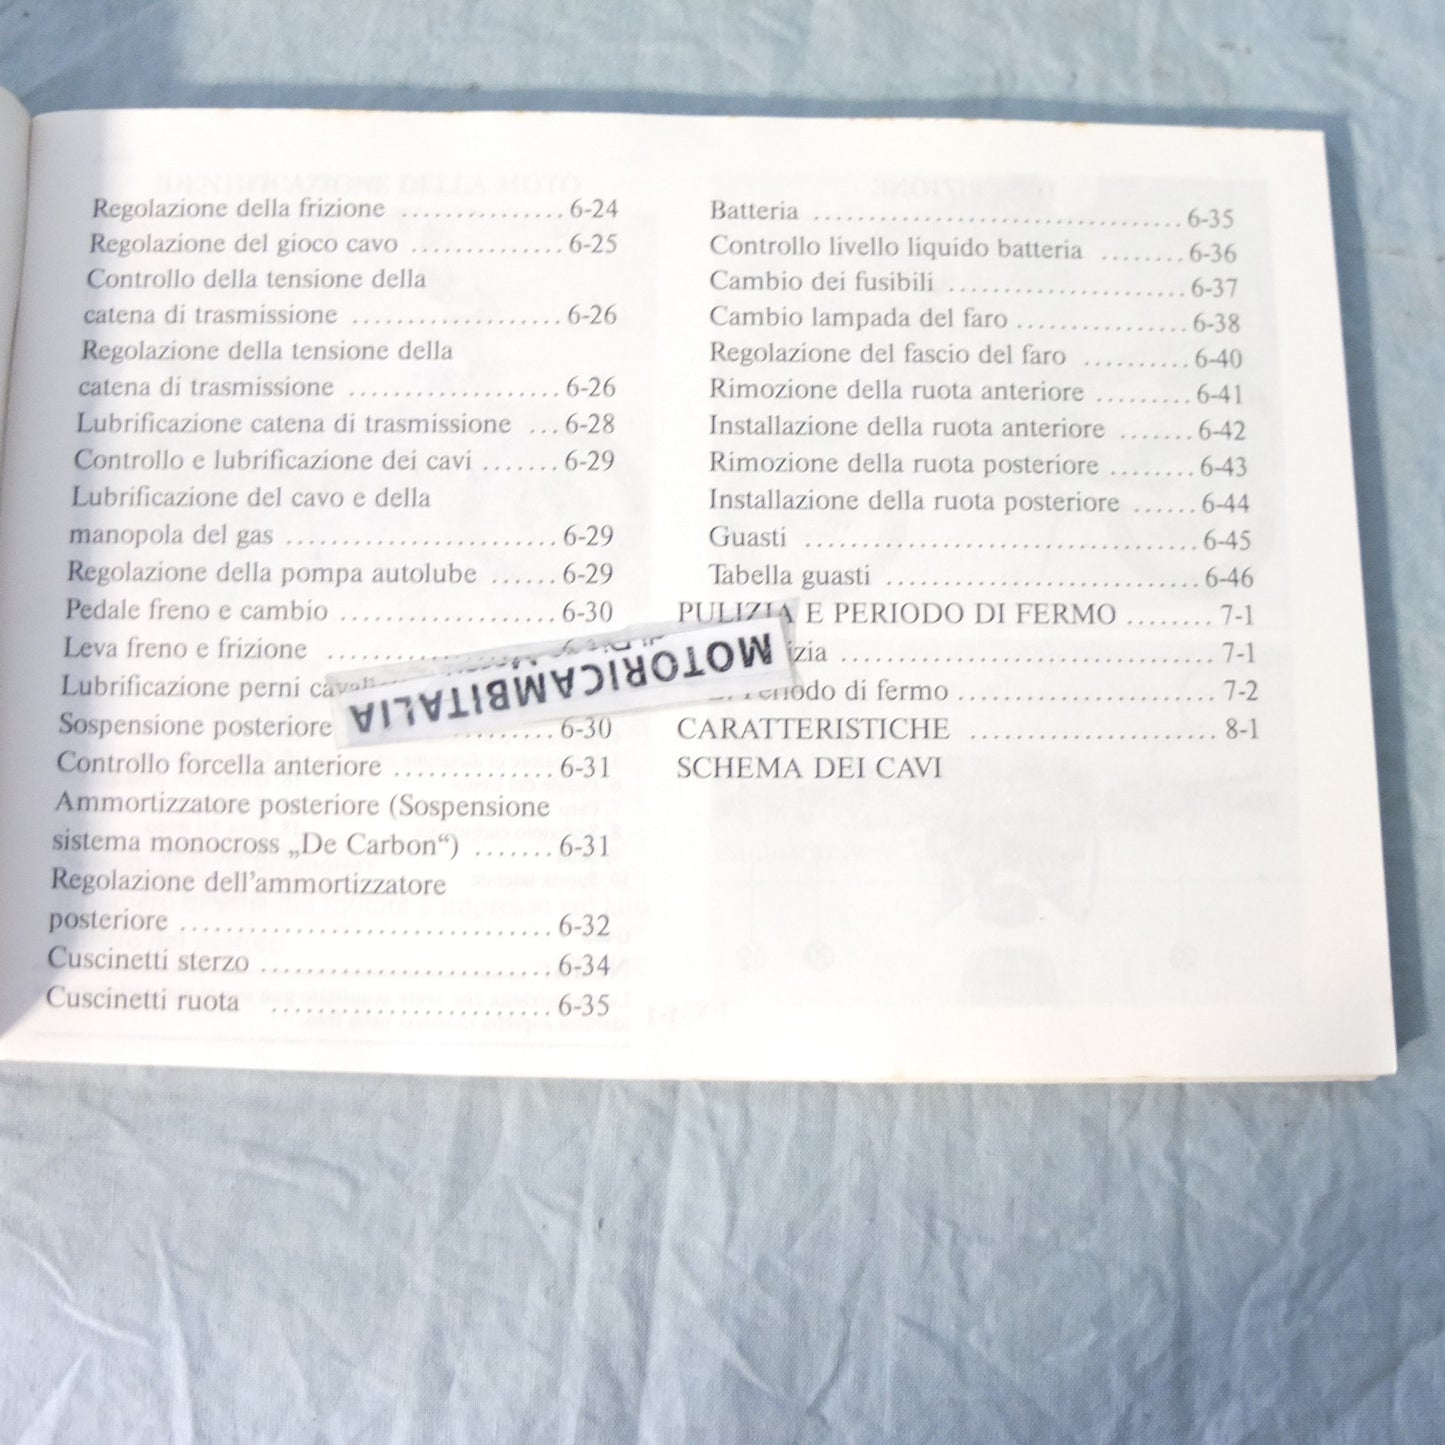 Regolazione della frizione ............... 6-24
Regolazione del gioco cavo .............. 6-25
Controllo della tensione della
catena di trasmissione ................... 6-26
Regolazione della tensione della
catena di trasmissione ................... 6-26
Lubrificazione catena di trasmissione ... 6-28
Controllo e lubrificazione dei cavi ....... 6-29
Lubrificazione del cavo e della
manopola del gas ........................ 6-29
Regolazione della pompa autolube ...... 6-29
Pedale freno e cambio .................... 6-30
Leva freno e frizione
Lubrificazione perni
Sospensione posteriore .......... 6-30
Controllo forcella anteriore .............. 6-31
Ammortizzatore posteriore (Sospensione
sistema monocross „De Carbon“) ....... 6-31
Regolazione dell'ammortizzatore
posteriore ................................. 6-32
Cuscinetti sterzo .......................... 6-34
Cuscinetti ruota ......................... 6-35
Batteria ................................. 6-35
Controllo livello liquido batteria ........ 6-36
Cambio dei fusibili ..................... 6-37
Cambio lampada del faro ............... 6-38
Regolazione del fascio del faro .......... 6-40
Rimozione della ruota anteriore ......... 6-41
Installazione della ruota anteriore ....... 6-42
Rimozione della ruota posteriore ........ 6-43
Installazione della ruota posteriore ...... 6-44
Guasti ................................... 6-45
Tabella guasti ............................ 6-46
PULIZIA E PERIODO DI FERMO ........ 7-1
izia ................................. 7-1
Periodo di fermo ....................... 7-2
CARATTERISTICHE ...................... 8-1
SCHEMA DEI CAVI
MOTORICAMBITALIA